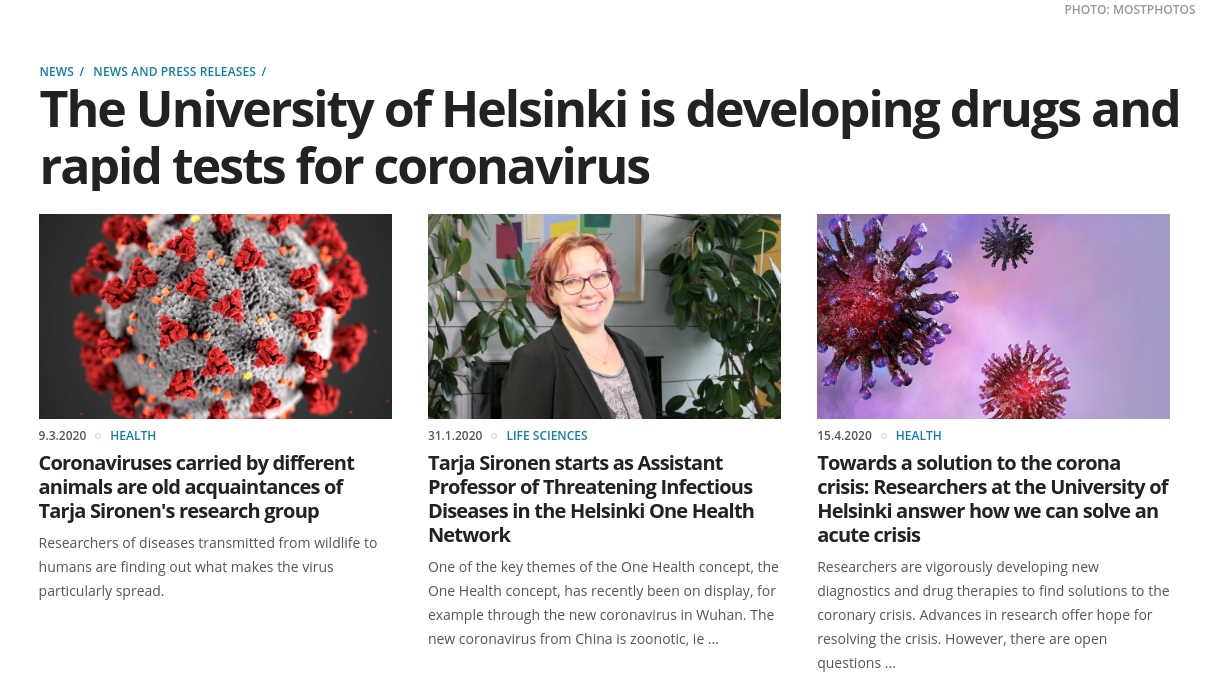 PHOTO: MOSTPHOTOS
NEWS / NEWS AND PRESS RELEASES /
The University of Helsinki is developing drugs and
rapid tests for coronavirus
9.3.2020 ○ HEALTH
Coronaviruses carried by different
animals are old acquaintances of
Tarja Sironen's research group
Researchers of diseases transmitted from wildlife to
humans are finding out what makes the virus
particularly spread.
31.1.2020 ○ LIFE SCIENCES
Tarja Sironen starts as Assistant
Professor of Threatening Infectious
Diseases in the Helsinki One Health
Network
One of the key themes of the One Health concept, the
One Health concept, has recently been on display, for
example through the new coronavirus in Wuhan. The
new coronavirus from China is zoonotic, ie ...
15.4.2020 ○ HEALTH
Towards a solution to the corona
crisis: Researchers at the University of
Helsinki answer how we can solve an
acute crisis
Researchers are vigorously developing new
diagnostics and drug therapies to find solutions to the
coronary crisis. Advances in research offer hope for
resolving the crisis. However, there are open
questions ...